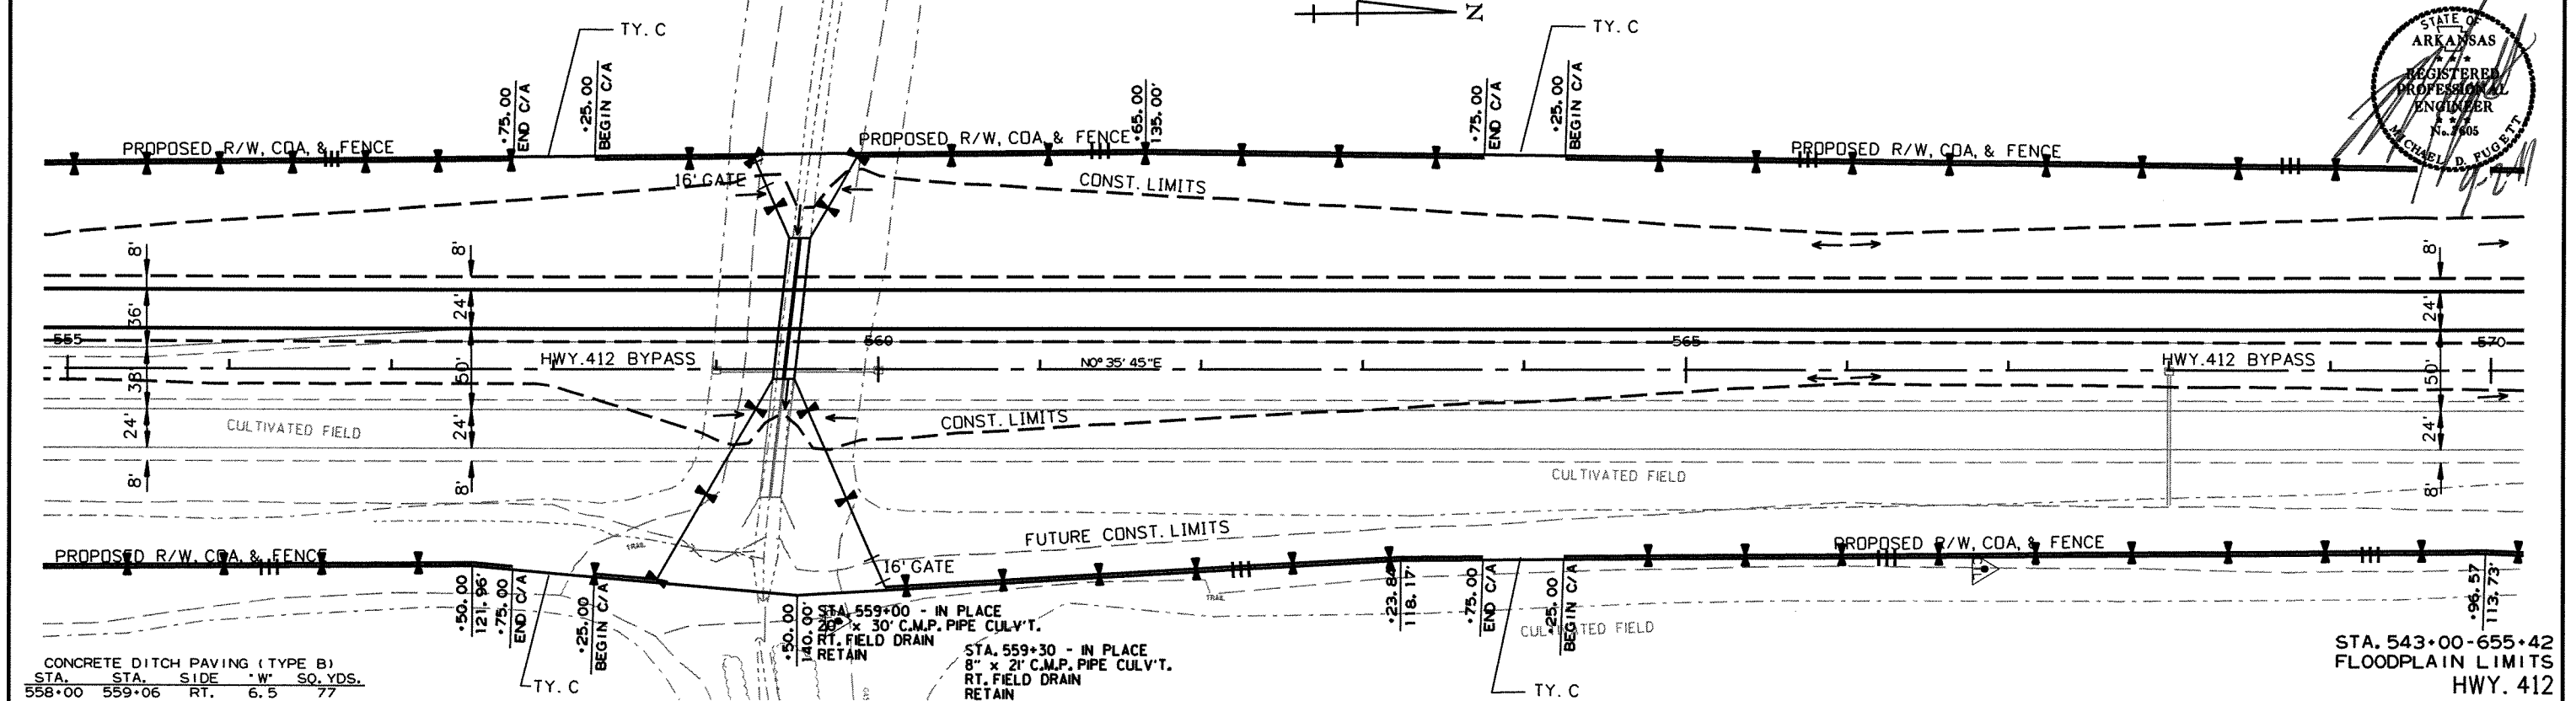 TY. C
N
TY. C
STATE OF
ARKANSAS
REGISTERED
PROFESSIONAL
ENGINEER
MICHAEL D. FUGETT
+75.00
END C/A
+25.00
BEGIN C/A
+65.00
135.00'
+75.00
END C/A
+25.00
BEGIN C/A
PROPOSED R/W, COA, & FENCE
PROPOSED R/W, COA, & FENCE
PROPOSED R/W, COA, & FENCE
16' GATE
CONST. LIMITS
8'
8'
8'
36'
24'
24'
555
560
565
570
HWY.412 BYPASS
N0° 35' 45"E
HWY.412 BYPASS
38'
50'
50'
CULTIVATED FIELD
CONST. LIMITS
24'
24'
24'
CULTIVATED FIELD
8'
8'
8'
FUTURE CONST. LIMITS
PROPOSED R/W, COA, & FENCE
TRAIL
16' GATE
PROPOSED R/W, COA, & FENCE
TRAIL
+50.00
121.96'
+75.00
END C/A
+25.00
BEGIN C/A
+50.00
140.00'
118.17'
+75.00
END C/A
+25.00
BEGIN C/A
+96.57
113.73'
STA. 559+00 - IN PLACE
x 30' C.M.P. PIPE CULV'T.
RT. FIELD DRAIN
RETAIN
CULTIVATED FIELD
STA. 559+30 - IN PLACE
8" x 21' C.M.P. PIPE CULV'T.
RT. FIELD DRAIN
RETAIN
STA. 543+00-655+42
FLOODPLAIN LIMITS
HWY. 412
CONCRETE DITCH PAVING (TYPE B)
STA. STA. SIDE "W" SQ. YDS.
558+00 559+06 RT. 6.5 77
TY. C
TY. C